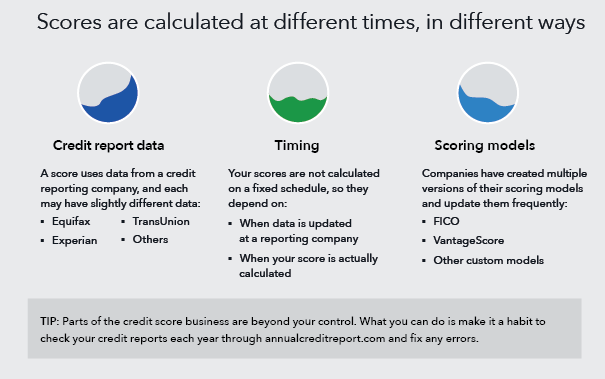 Scores are calculated at different times, in different ways
Credit report data
A score uses data from a credit
reporting company, and each
may have slightly different data:
▪ Equifax
▪ TransUnion
▪ Experian
▪ Others
Timing
Your scores are not calculated
on a fixed schedule, so they
depend on:
▪ When data is updated
at a reporting company
▪ When your score is actually
calculated
Scoring models
Companies have created multiple
versions of their scoring models
and update them frequently:
▪ FICO
▪ VantageScore
▪ Other custom models
TIP: Parts of the credit score business are beyond your control. What you can do is make it a habit to
check your credit reports each year through annualcreditreport.com and fix any errors.